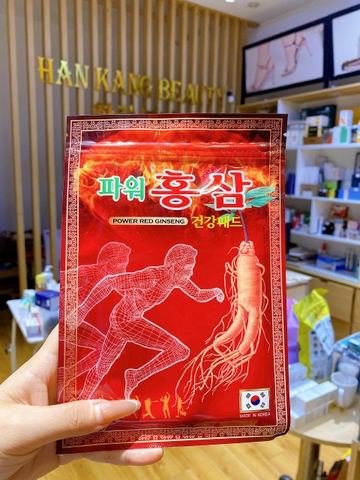 HAN KANG BEAUTY
파워 홍삼
POWER RED GINSENG 건강패드
MADE IN KOREA